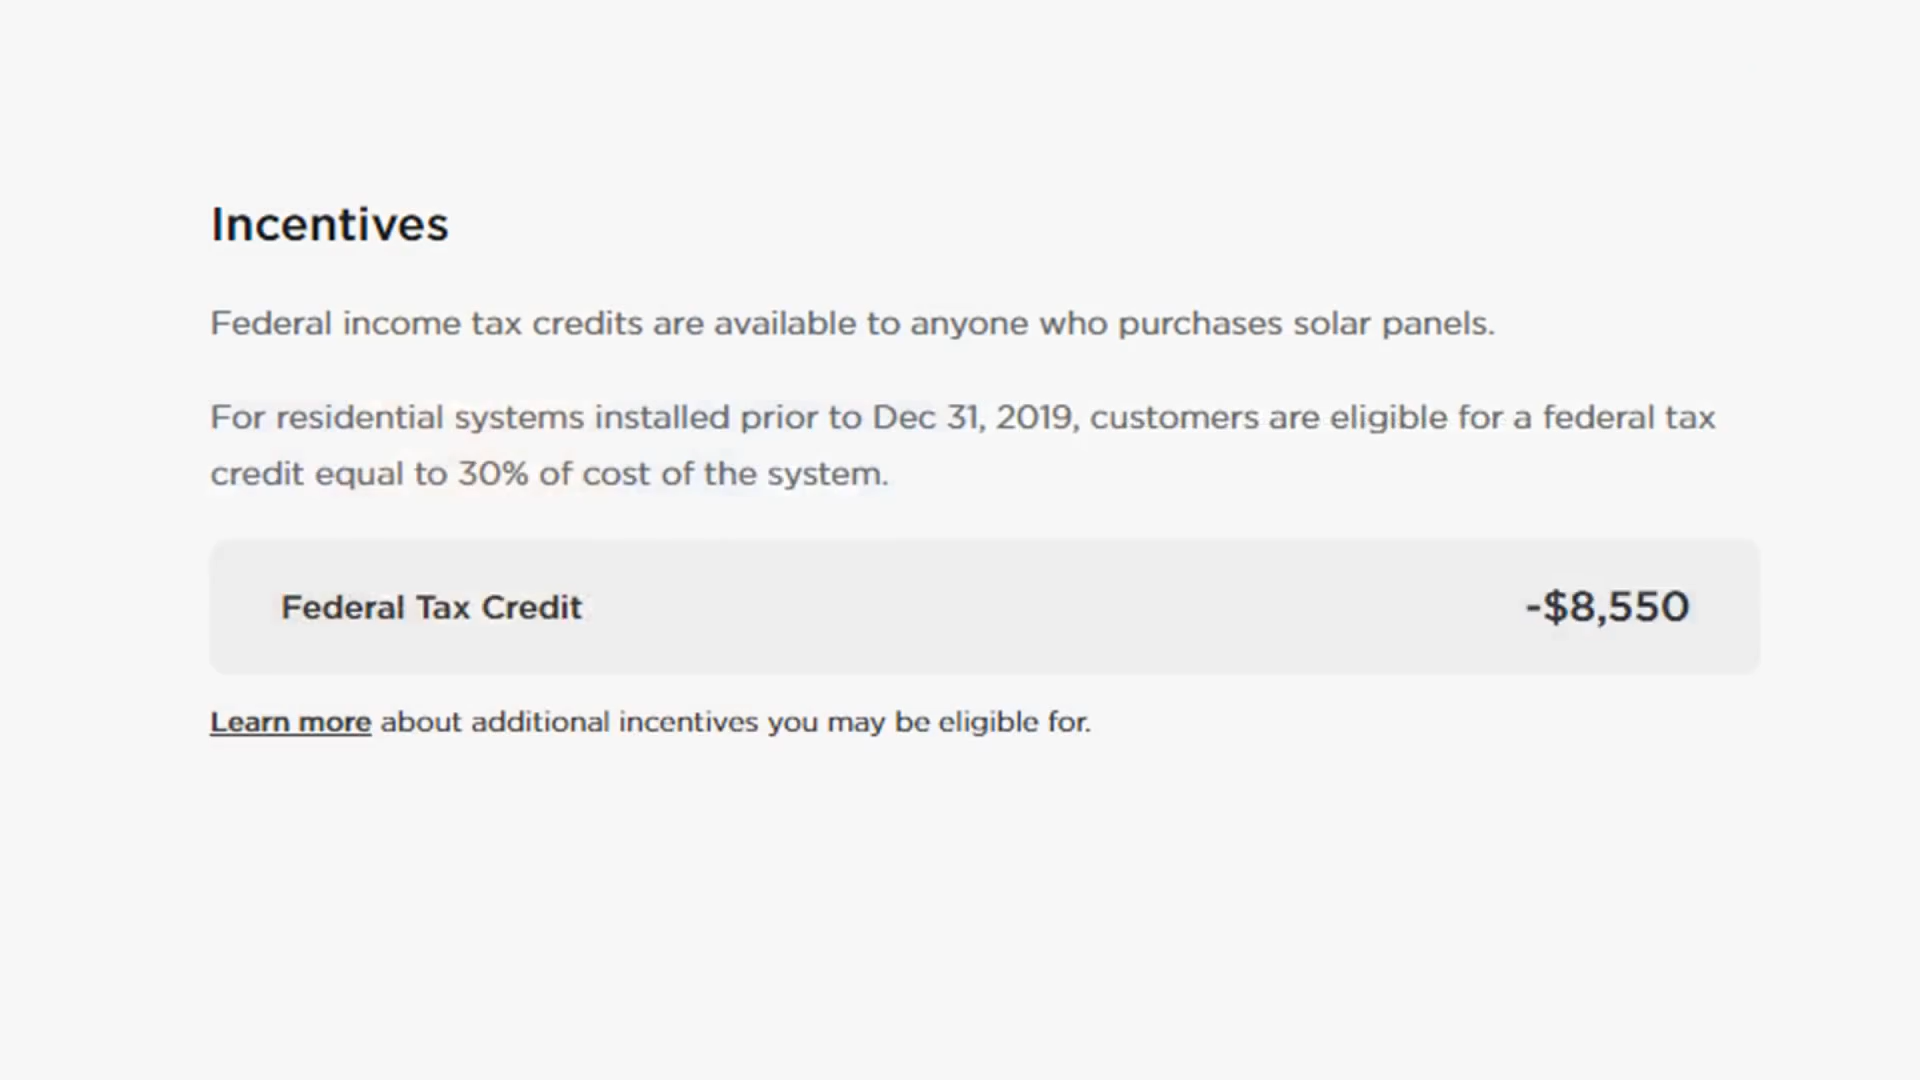 Incentives
Federal income tax credits are available to anyone who purchases solar panels.
For residential systems installed prior to Dec 31, 2019, customers are eligible for a federal tax
credit equal to 30% of cost of the system.
Federal Tax Credit -$8,550
Learn more about additional incentives you may be eligible for.